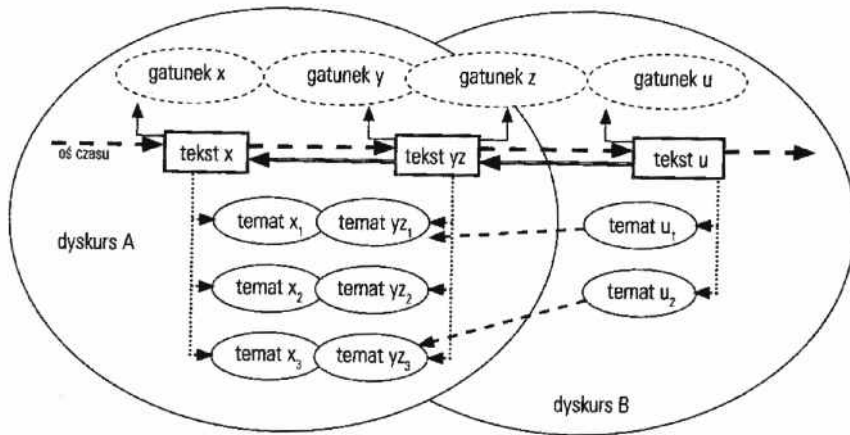 gatunek x gatunek y gatunek z gatunek u
oś czasu tekst x tekst yz tekst u
dyskurs A
temat x₁ temat yz₁ temat u₁
temat x₂ temat yz₂ temat u₂
temat x₃ temat yz₃
dyskurs B